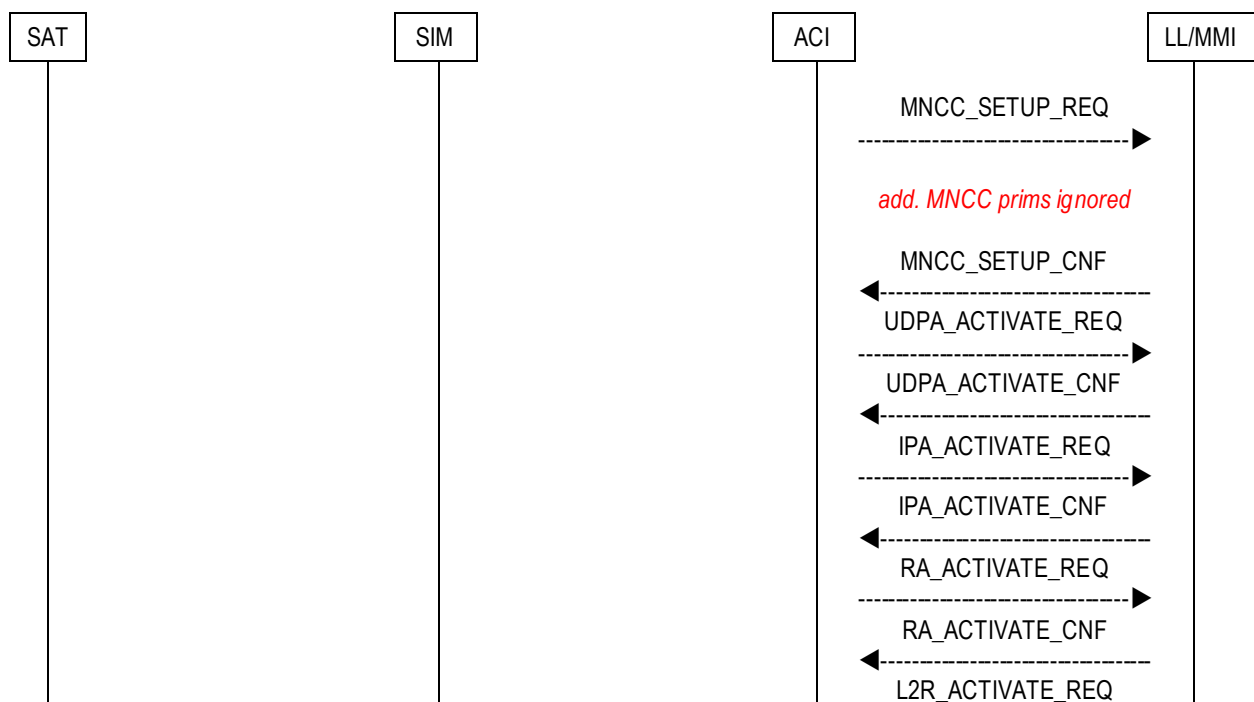 SAT
SIM
ACI
LL/MMI
MNCC_SETUP_REQ
add. MNCC prims ignored
MNCC_SETUP_CNF
UDPA_ACTIVATE_REQ
UDPA_ACTIVATE_CNF
IPA_ACTIVATE_REQ
IPA_ACTIVATE_CNF
RA_ACTIVATE_REQ
RA_ACTIVATE_CNF
L2R_ACTIVATE_REQ